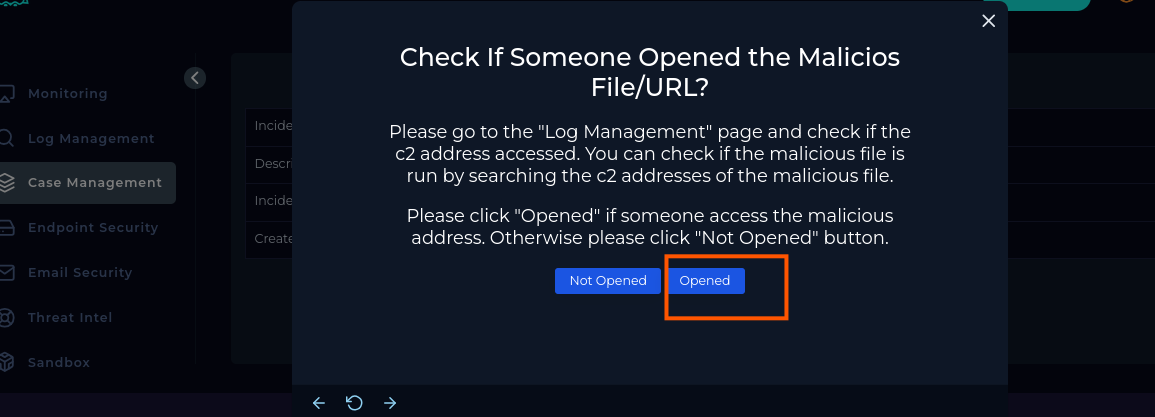 Check If Someone Opened the Malicios
File/URL?
Please go to the "Log Management" page and check if the
c2 address accessed. You can check if the malicious file is
run by searching the c2 addresses of the malicious file.
Please click "Opened" if someone access the malicious
address. Otherwise please click "Not Opened" button.
Not Opened
Opened
Monitoring
Log Management
Case Management
Endpoint Security
Email Security
Threat Intel
Sandbox
Incide
Descr
Incide
Create